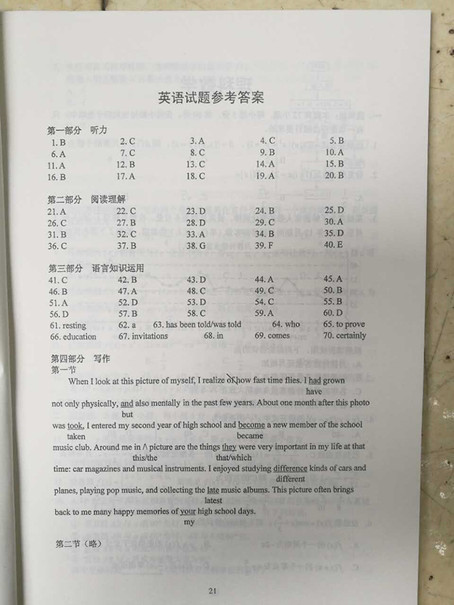 英语试题参考答案
第一部分 听力
1. B 2. C 3. A 4. C 5. B
6. A 7. C 8. C 9. B 10. A
11. A 12. B 13. C 14. A 15. B
16. B 17. A 18. C 19. A 20. B
第二部分 阅读理解
21. A 22. C 23. D 24. B 25. D
26. C 27. B 28. D 29. C 30. A
31. B 32. C 33. A 34. B 35. D
36. C 37. B 38. G 39. F 40. E
第三部分 语言知识运用
41. C 42. B 43. D 44. A 45. A
46. B 47. A 48. C 49. C 50. B
51. A 52. D 53. D 54. C 55. B
56. D 57. B 58. C 59. A 60. D
61. resting 62. a 63. has been told/was told 64. who 65. to prove
66. education 67. invitations 68. in 69. comes 70. certainly
第四部分 写作
第一节
When I look at this picture of myself, I realize of how fast time flies. I had grown
have
not only physically, and also mentally in the past few years. About one month after this photo
but
was took, I entered my second year of high school and become a new member of the school
taken became
music club. Around me in ∧ picture are the things they were very important in my life at that
this/the that/which
time: car magazines and musical instruments. I enjoyed studying difference kinds of cars and
different
planes, playing pop music, and collecting the late music albums. This picture often brings
latest
back to me many happy memories of your high school days.
my
第二节（略）
21